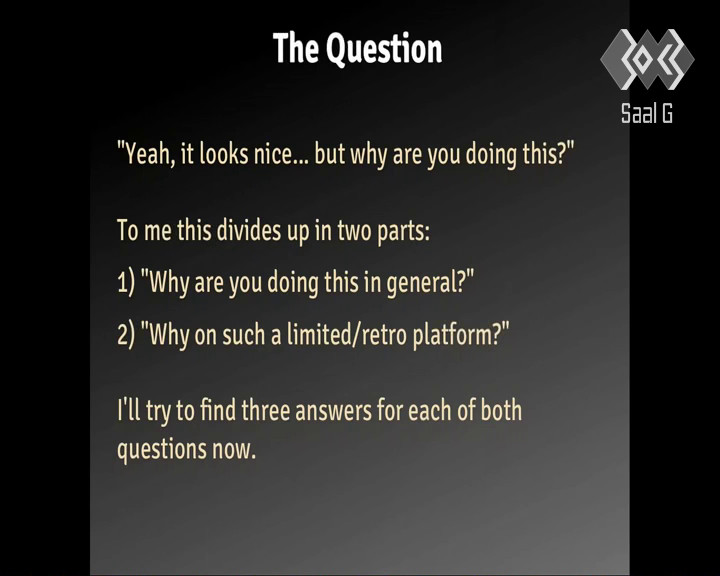 The Question
Saal G
"Yeah, it looks nice... but why are you doing this?"
To me this divides up in two parts:
1) "Why are you doing this in general?"
2) "Why on such a limited/retro platform?"
I'll try to find three answers for each of both
questions now.